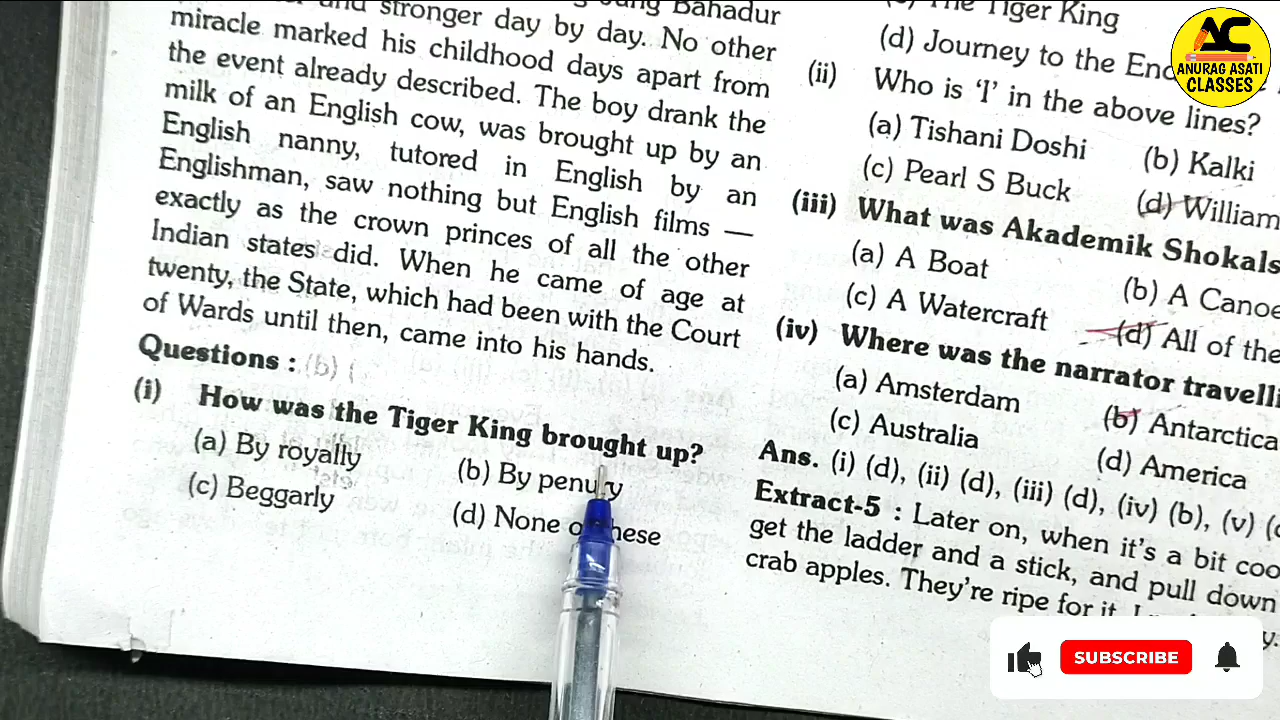 stronger day by day. No other
miracle marked his childhood days apart from
the event already described. The boy drank the
milk of an English cow, was brought up by an
English nanny, tutored in English by an
Englishman, saw nothing but English films —
exactly as the crown princes of all the other
Indian states did. When he came of age at
twenty, the State, which had been with the Court
of Wards until then, came into his hands.
Questions :
(i) How was the Tiger King brought up?
(a) By royally
(b) By penury
(c) Beggarly
(d) None of these
The Tiger King
(d) Journey to the End
(ii) Who is 'I' in the above lines?
(a) Tishani Doshi (b) Kalki
(c) Pearl S Buck (d) William
(iii) What was Akademik Shokals
(a) A Boat (b) A Canoe
(c) A Watercraft (d) All of the
(iv) Where was the narrator travelli
(a) Amsterdam (b) Antarctica
(c) Australia (d) America
Ans. (i) (d), (ii) (d), (iii) (d), (iv) (b), (v)
Extract-5 : Later on, when it's a bit coo
get the ladder and a stick, and pull down
crab apples. They're ripe for it.
AC
ANURAG ASATI
CLASSES
SUBSCRIBE